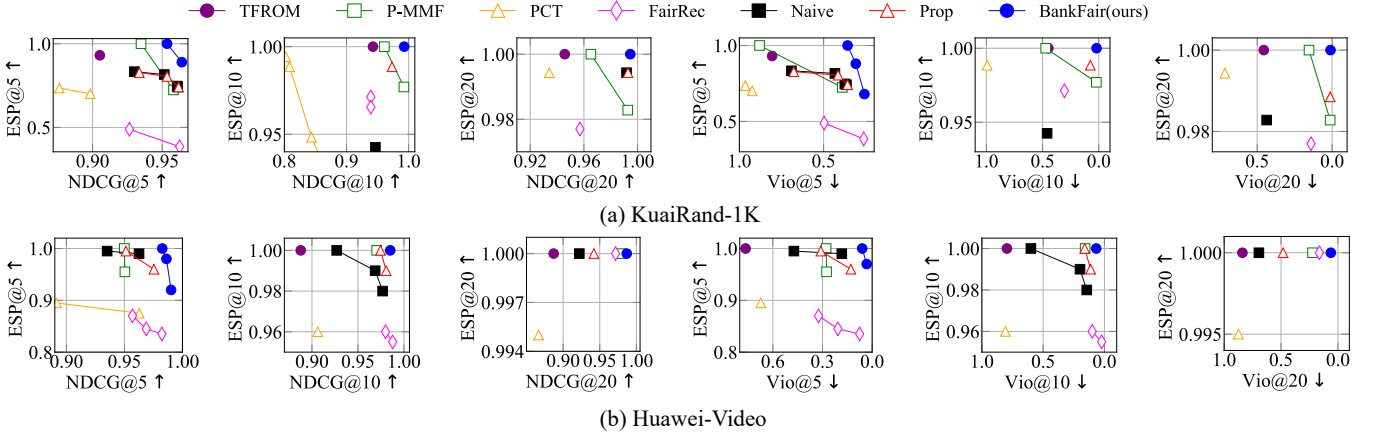 TFROM P-MMF PCT FairRec Naive Prop BankFair(ours)
ESP@5 ↑ 1.0 0.5 0.90 0.95 NDCG@5 ↑
ESP@10 ↑ 1.00 0.95 0.8 0.9 1.0 NDCG@10 ↑
ESP@20 ↑ 1.00 0.98 0.92 0.96 1.00 NDCG@20 ↑
ESP@5 ↑ 1.0 0.5 1.0 0.5 Vio@5 ↓
ESP@10 ↑ 1.00 0.95 1.0 0.5 0.0 Vio@10 ↓
ESP@20 ↑ 1.00 0.98 0.5 0.0 Vio@20 ↓
(a) KuaiRand-1K
ESP@5 ↑ 1.0 0.9 0.8 0.90 0.95 1.00 NDCG@5 ↑
ESP@10 ↑ 1.00 0.98 0.96 0.90 0.95 1.00 NDCG@10 ↑
ESP@20 ↑ 1.000 0.997 0.994 0.90 0.95 1.00 NDCG@20 ↑
ESP@5 ↑ 1.0 0.9 0.8 0.6 0.3 0.0 Vio@5 ↓
ESP@10 ↑ 1.00 0.98 0.96 1.0 0.5 0.0 Vio@10 ↓
ESP@20 ↑ 1.000 0.995 1.0 0.5 0.0 Vio@20 ↓
(b) Huawei-Video